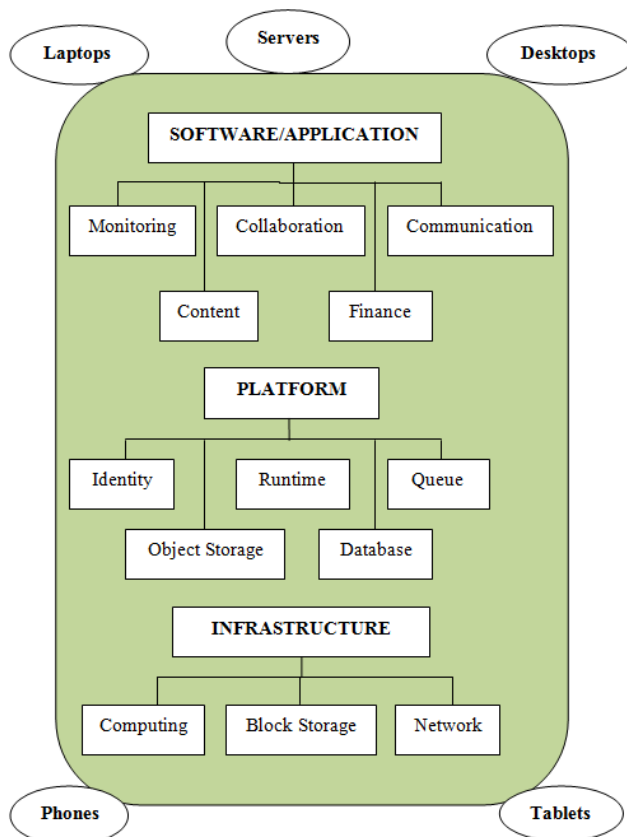 Servers
Laptops
Desktops
SOFTWARE/APPLICATION
Monitoring
Collaboration
Communication
Content
Finance
PLATFORM
Identity
Runtime
Queue
Object Storage
Database
INFRASTRUCTURE
Computing
Block Storage
Network
Phones
Tablets